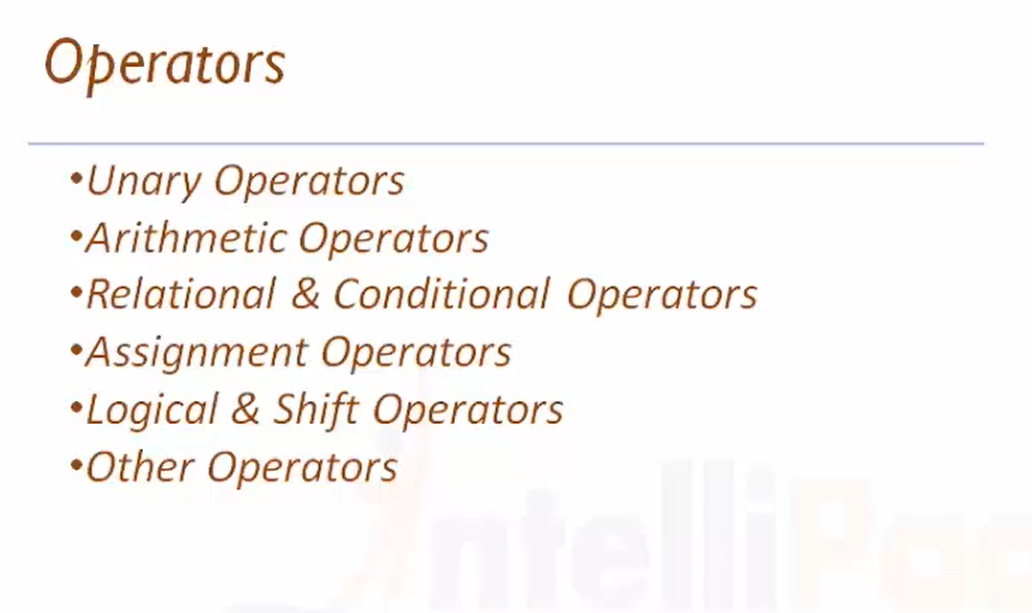 Operators
•Unary Operators
•Arithmetic Operators
•Relational & Conditional Operators
•Assignment Operators
•Logical & Shift Operators
•Other Operators